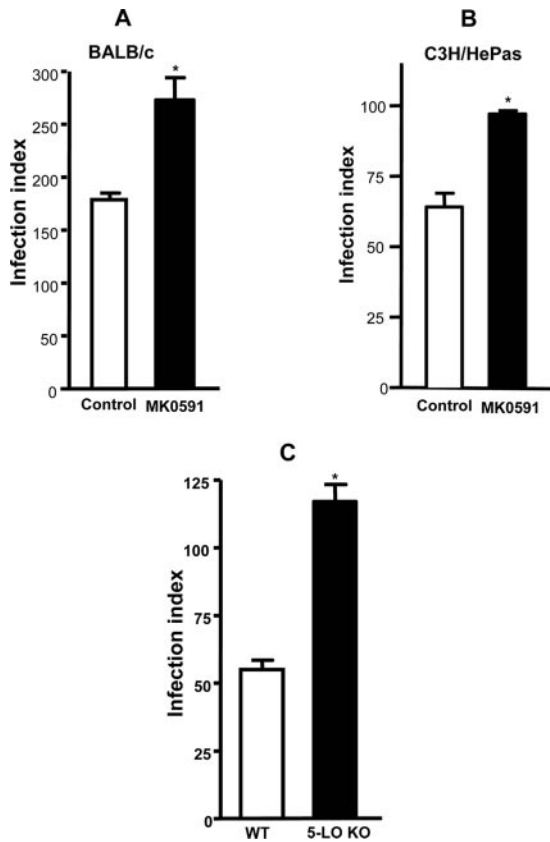 A
BALB/c
Infection index
300
250
200
150
100
50
0
*
Control MK0591
B
C3H/HePas
Infection index
100
75
50
25
0
*
Control MK0591
C
Infection index
125
100
75
50
25
0
*
WT 5-LO KO